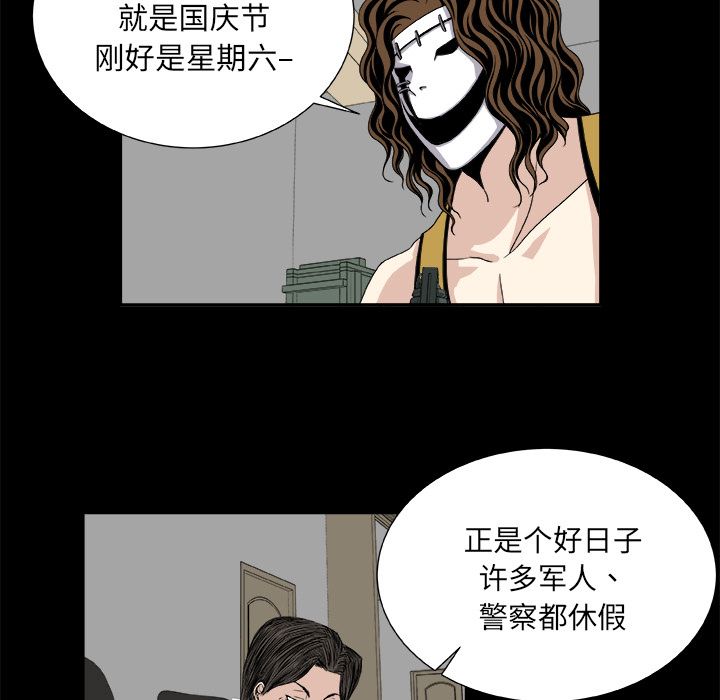 就是国庆节
刚好是星期六–
正是个好日子
许多军人、
警察都休假